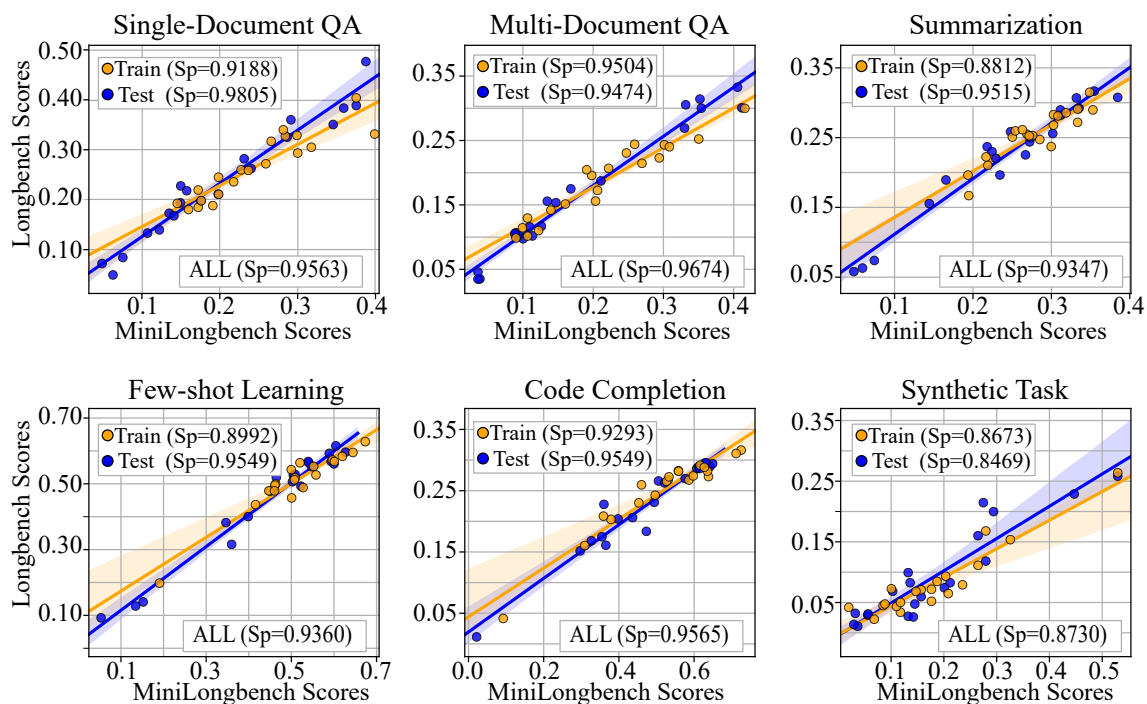 Single-Document QA
Longbench Scores
0.50
0.40
0.30
0.20
0.10
Train (Sp=0.9188)
Test (Sp=0.9805)
ALL (Sp=0.9563)
0.1 0.2 0.3 0.4
MiniLongbench Scores
Multi-Document QA
0.35
0.25
0.15
0.05
Train (Sp=0.9504)
Test (Sp=0.9474)
ALL (Sp=0.9674)
0.1 0.2 0.3 0.4
MiniLongbench Scores
Summarization
0.35
0.25
0.15
0.05
Train (Sp=0.8812)
Test (Sp=0.9515)
ALL (Sp=0.9347)
0.1 0.2 0.3 0.4
MiniLongbench Scores
Few-shot Learning
Longbench Scores
0.70
0.50
0.30
0.10
Train (Sp=0.8992)
Test (Sp=0.9549)
ALL (Sp=0.9360)
0.1 0.3 0.5 0.7
MiniLongbench Scores
Code Completion
0.35
0.25
0.15
0.05
Train (Sp=0.9293)
Test (Sp=0.9549)
ALL (Sp=0.9565)
0.0 0.2 0.4 0.6
MiniLongbench Scores
Synthetic Task
0.35
0.25
0.15
0.05
Train (Sp=0.8673)
Test (Sp=0.8469)
ALL (Sp=0.8730)
0.0 0.1 0.2 0.3 0.4 0.5
MiniLongbench Scores